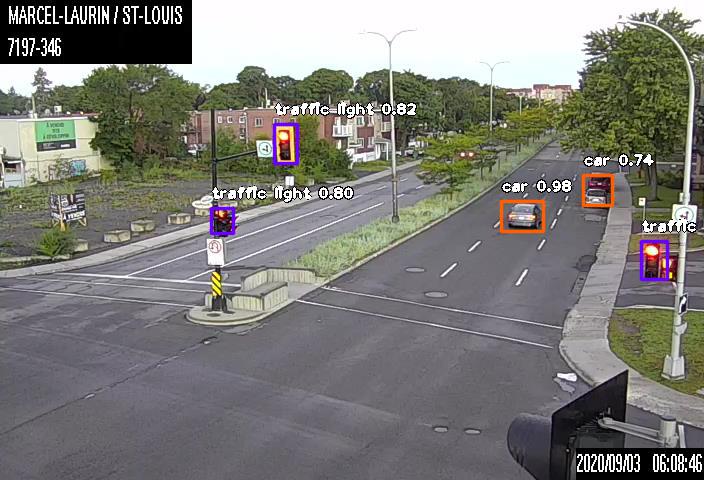 MARCEL-LAURIN / ST-LOUIS
7197-346
traffic light 0.82
car 0.74
traffic light 0.80
car 0.98
traffic
À VENDRE
2020/09/03 06:08:46